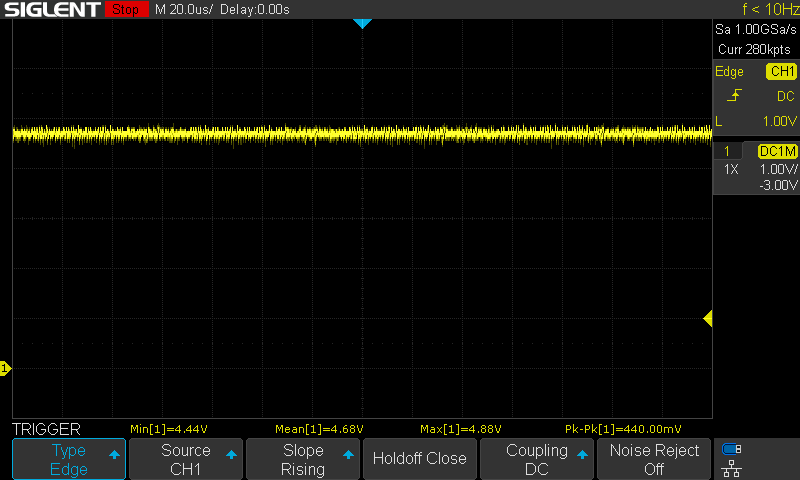 SIGLENT Stop M 20.0us/ Delay:0.00s f < 10Hz
Sa 1.00GSa/s
Curr 280kpts
Edge CH1
DC
L 1.00V
1 DC1M
1X 1.00V/
-3.00V
1
TRIGGER Min[1]=4.44V Mean[1]=4.68V Max[1]=4.88V Pk-Pk[1]=440.00mV
Type
Edge
Source
CH1
Slope
Rising
Holdoff Close
Coupling
DC
Noise Reject
Off